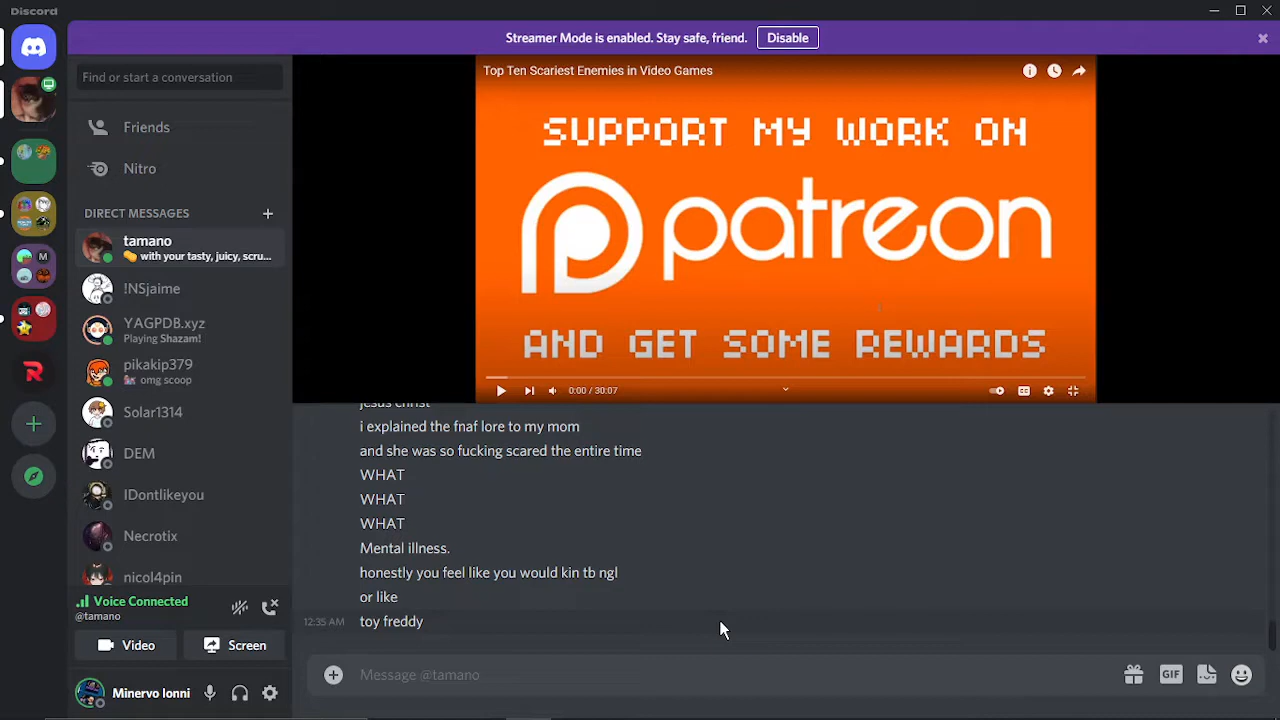 Discord
Streamer Mode is enabled. Stay safe, friend.
Disable
Find or start a conversation
Friends
Nitro
DIRECT MESSAGES
tamano
with your tasty, juicy, scru...
!NSjaime
YAGPDB.xyz
Playing Shazam!
pikakip379
omg scoop
Solar1314
DEM
IDontlikeyou
Necrotix
nicol4pin
Voice Connected
@tamano
Video
Screen
Minervo Ionni
Top Ten Scariest Enemies in Video Games
SUPPORT MY WORK ON
patreon
AND GET SOME REWARDS
0:00 / 30:07
CC
jesus christ
i explained the fnaf lore to my mom
and she was so fucking scared the entire time
WHAT
WHAT
WHAT
Mental illness.
honestly you feel like you would kin tb ngl
or like
12:35 AM toy freddy
Message @tamano
GIF